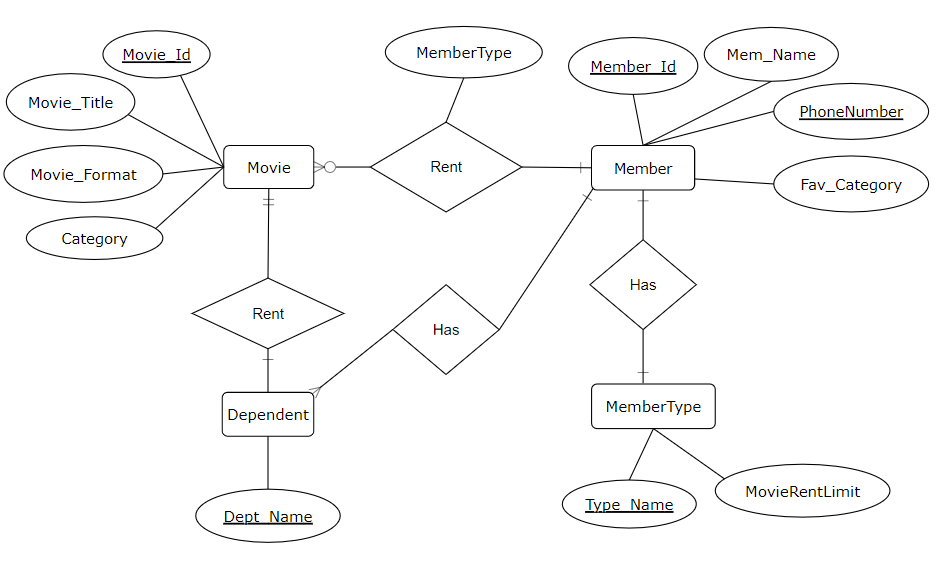 MemberType
Movie_Id
Member_Id
Mem_Name
Movie_Title
PhoneNumber
Movie
Rent
Member
Movie_Format
Fav_Category
Category
Has
Rent
Has
MemberType
Dependent
MovieRentLimit
Type_Name
Dept_Name